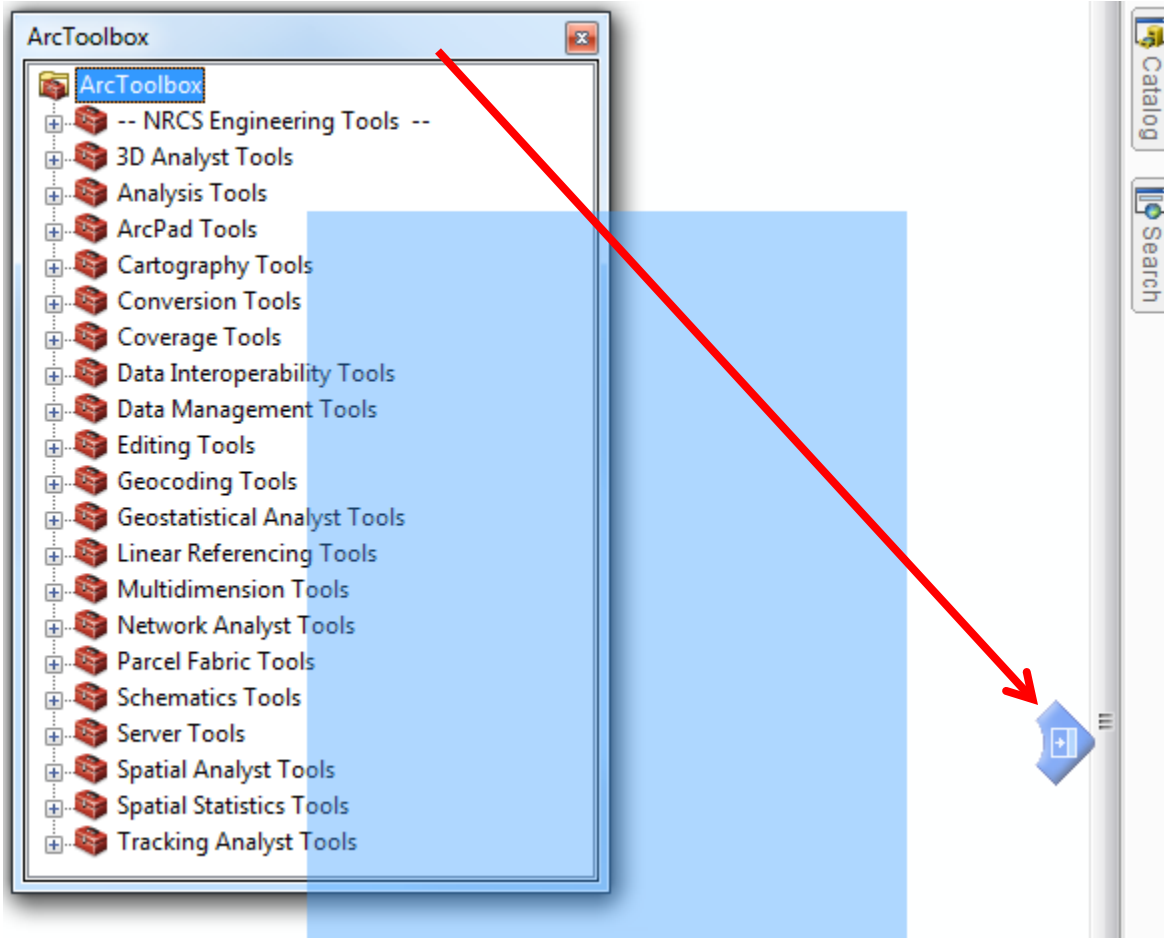 ArcToolbox
ArcToolbox
-- NRCS Engineering Tools --
3D Analyst Tools
Analysis Tools
ArcPad Tools
Cartography Tools
Conversion Tools
Coverage Tools
Data Interoperability Tools
Data Management Tools
Editing Tools
Geocoding Tools
Geostatistical Analyst Tools
Linear Referencing Tools
Multidimension Tools
Network Analyst Tools
Parcel Fabric Tools
Schematics Tools
Server Tools
Spatial Analyst Tools
Spatial Statistics Tools
Tracking Analyst Tools
Catalog
Search